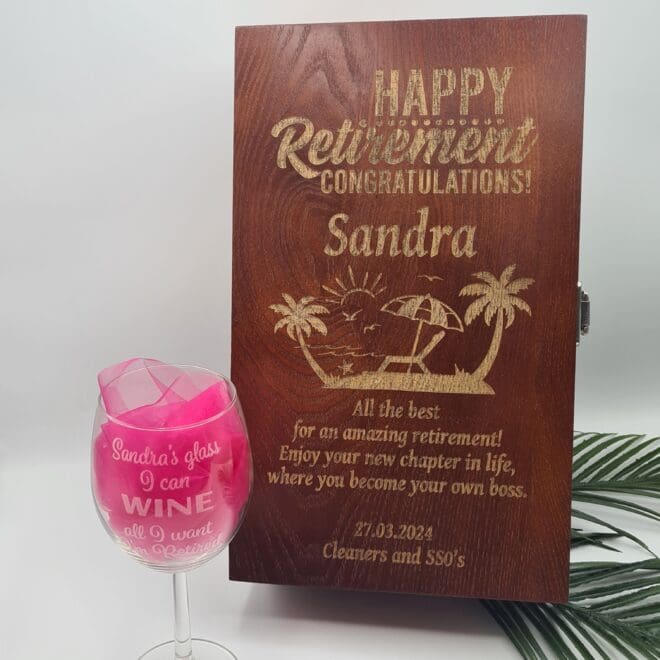 HAPPY
Retirement
CONGRATULATIONS!
Sandra
All the best
for an amazing retirement!
Enjoy your new chapter in life,
where you become your own boss.
27.03.2024
Cleaners and SSO's
Sandra's glass
I can
WINE
all I want
I'm Retired